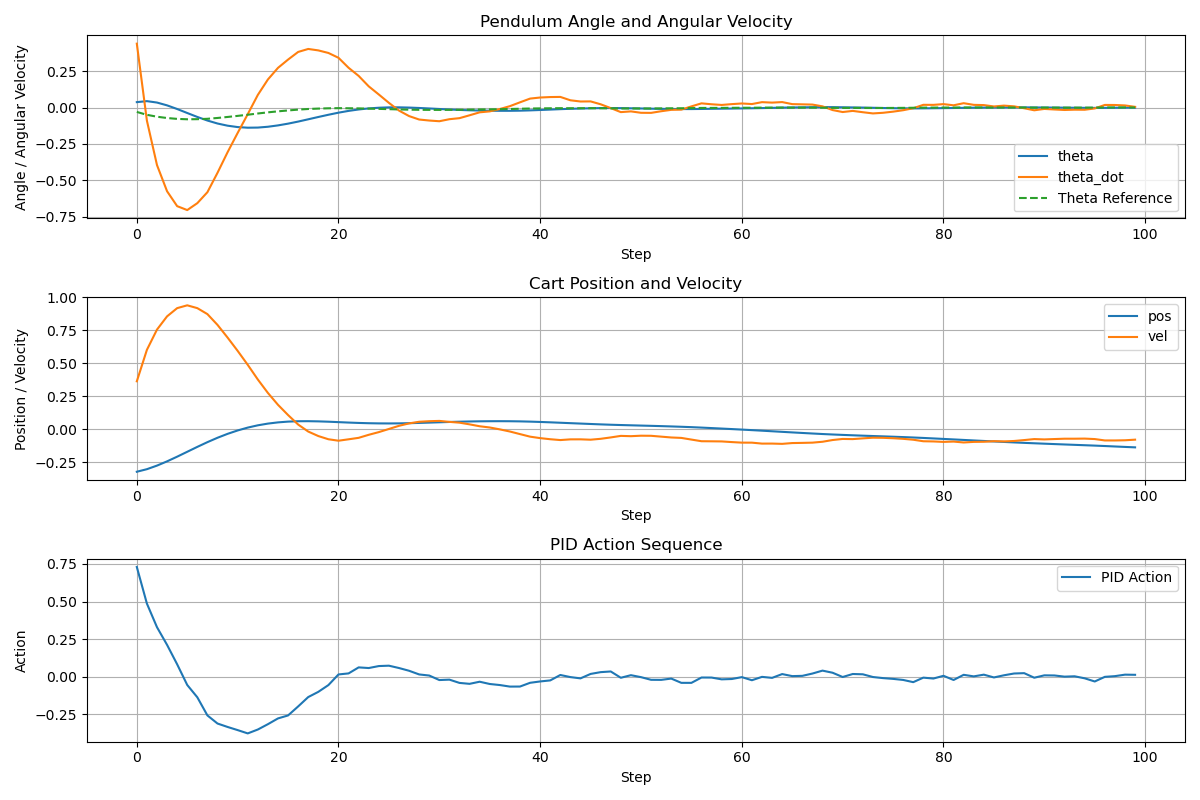 Pendulum Angle and Angular Velocity
Angle / Angular Velocity
0.25
0.00
−0.25
−0.50
−0.75
theta
theta_dot
Theta Reference
0 20 40 60 80 100
Step
Cart Position and Velocity
Position / Velocity
1.00
0.75
0.50
0.25
0.00
−0.25
pos
vel
0 20 40 60 80 100
Step
PID Action Sequence
Action
0.75
0.50
0.25
0.00
−0.25
PID Action
0 20 40 60 80 100
Step